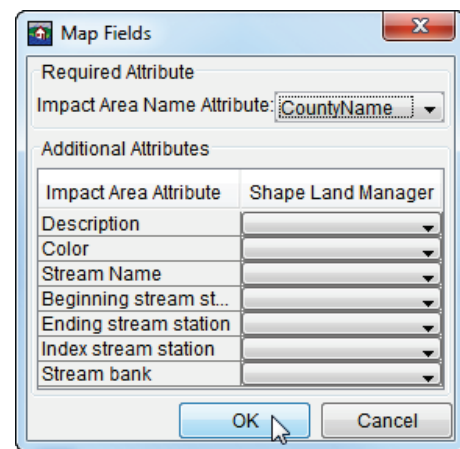 Map Fields
Required Attribute
Impact Area Name Attribute: CountyName
Additional Attributes
Impact Area Attribute Shape Land Manager
Description
Color
Stream Name
Beginning stream st...
Ending stream station
Index stream station
Stream bank
OK Cancel